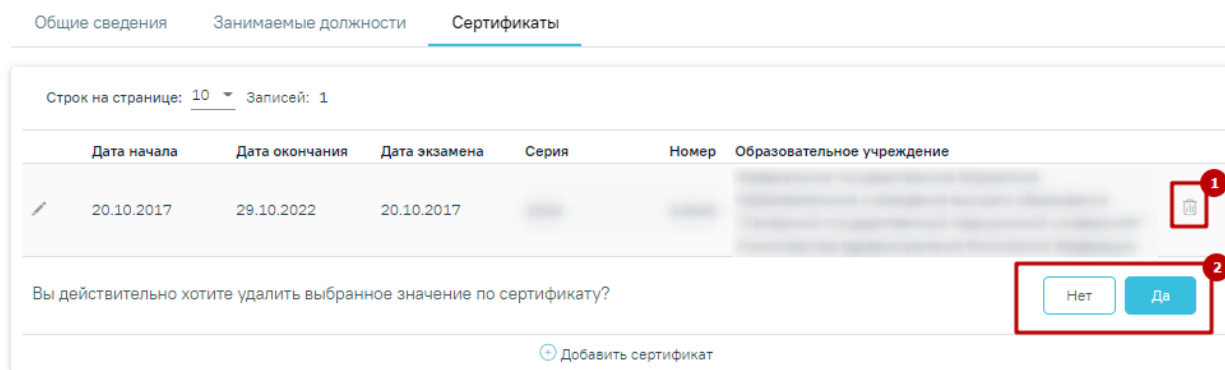 Общие сведения Занимаемые должности Сертификаты
Строк на странице: 10 Записей: 1
Дата начала Дата окончания Дата экзамена Серия Номер Образовательное учреждение
1
20.10.2017 29.10.2022 20.10.2017
2
Вы действительно хотите удалить выбранное значение по сертификату? Нет Да
Добавить сертификат